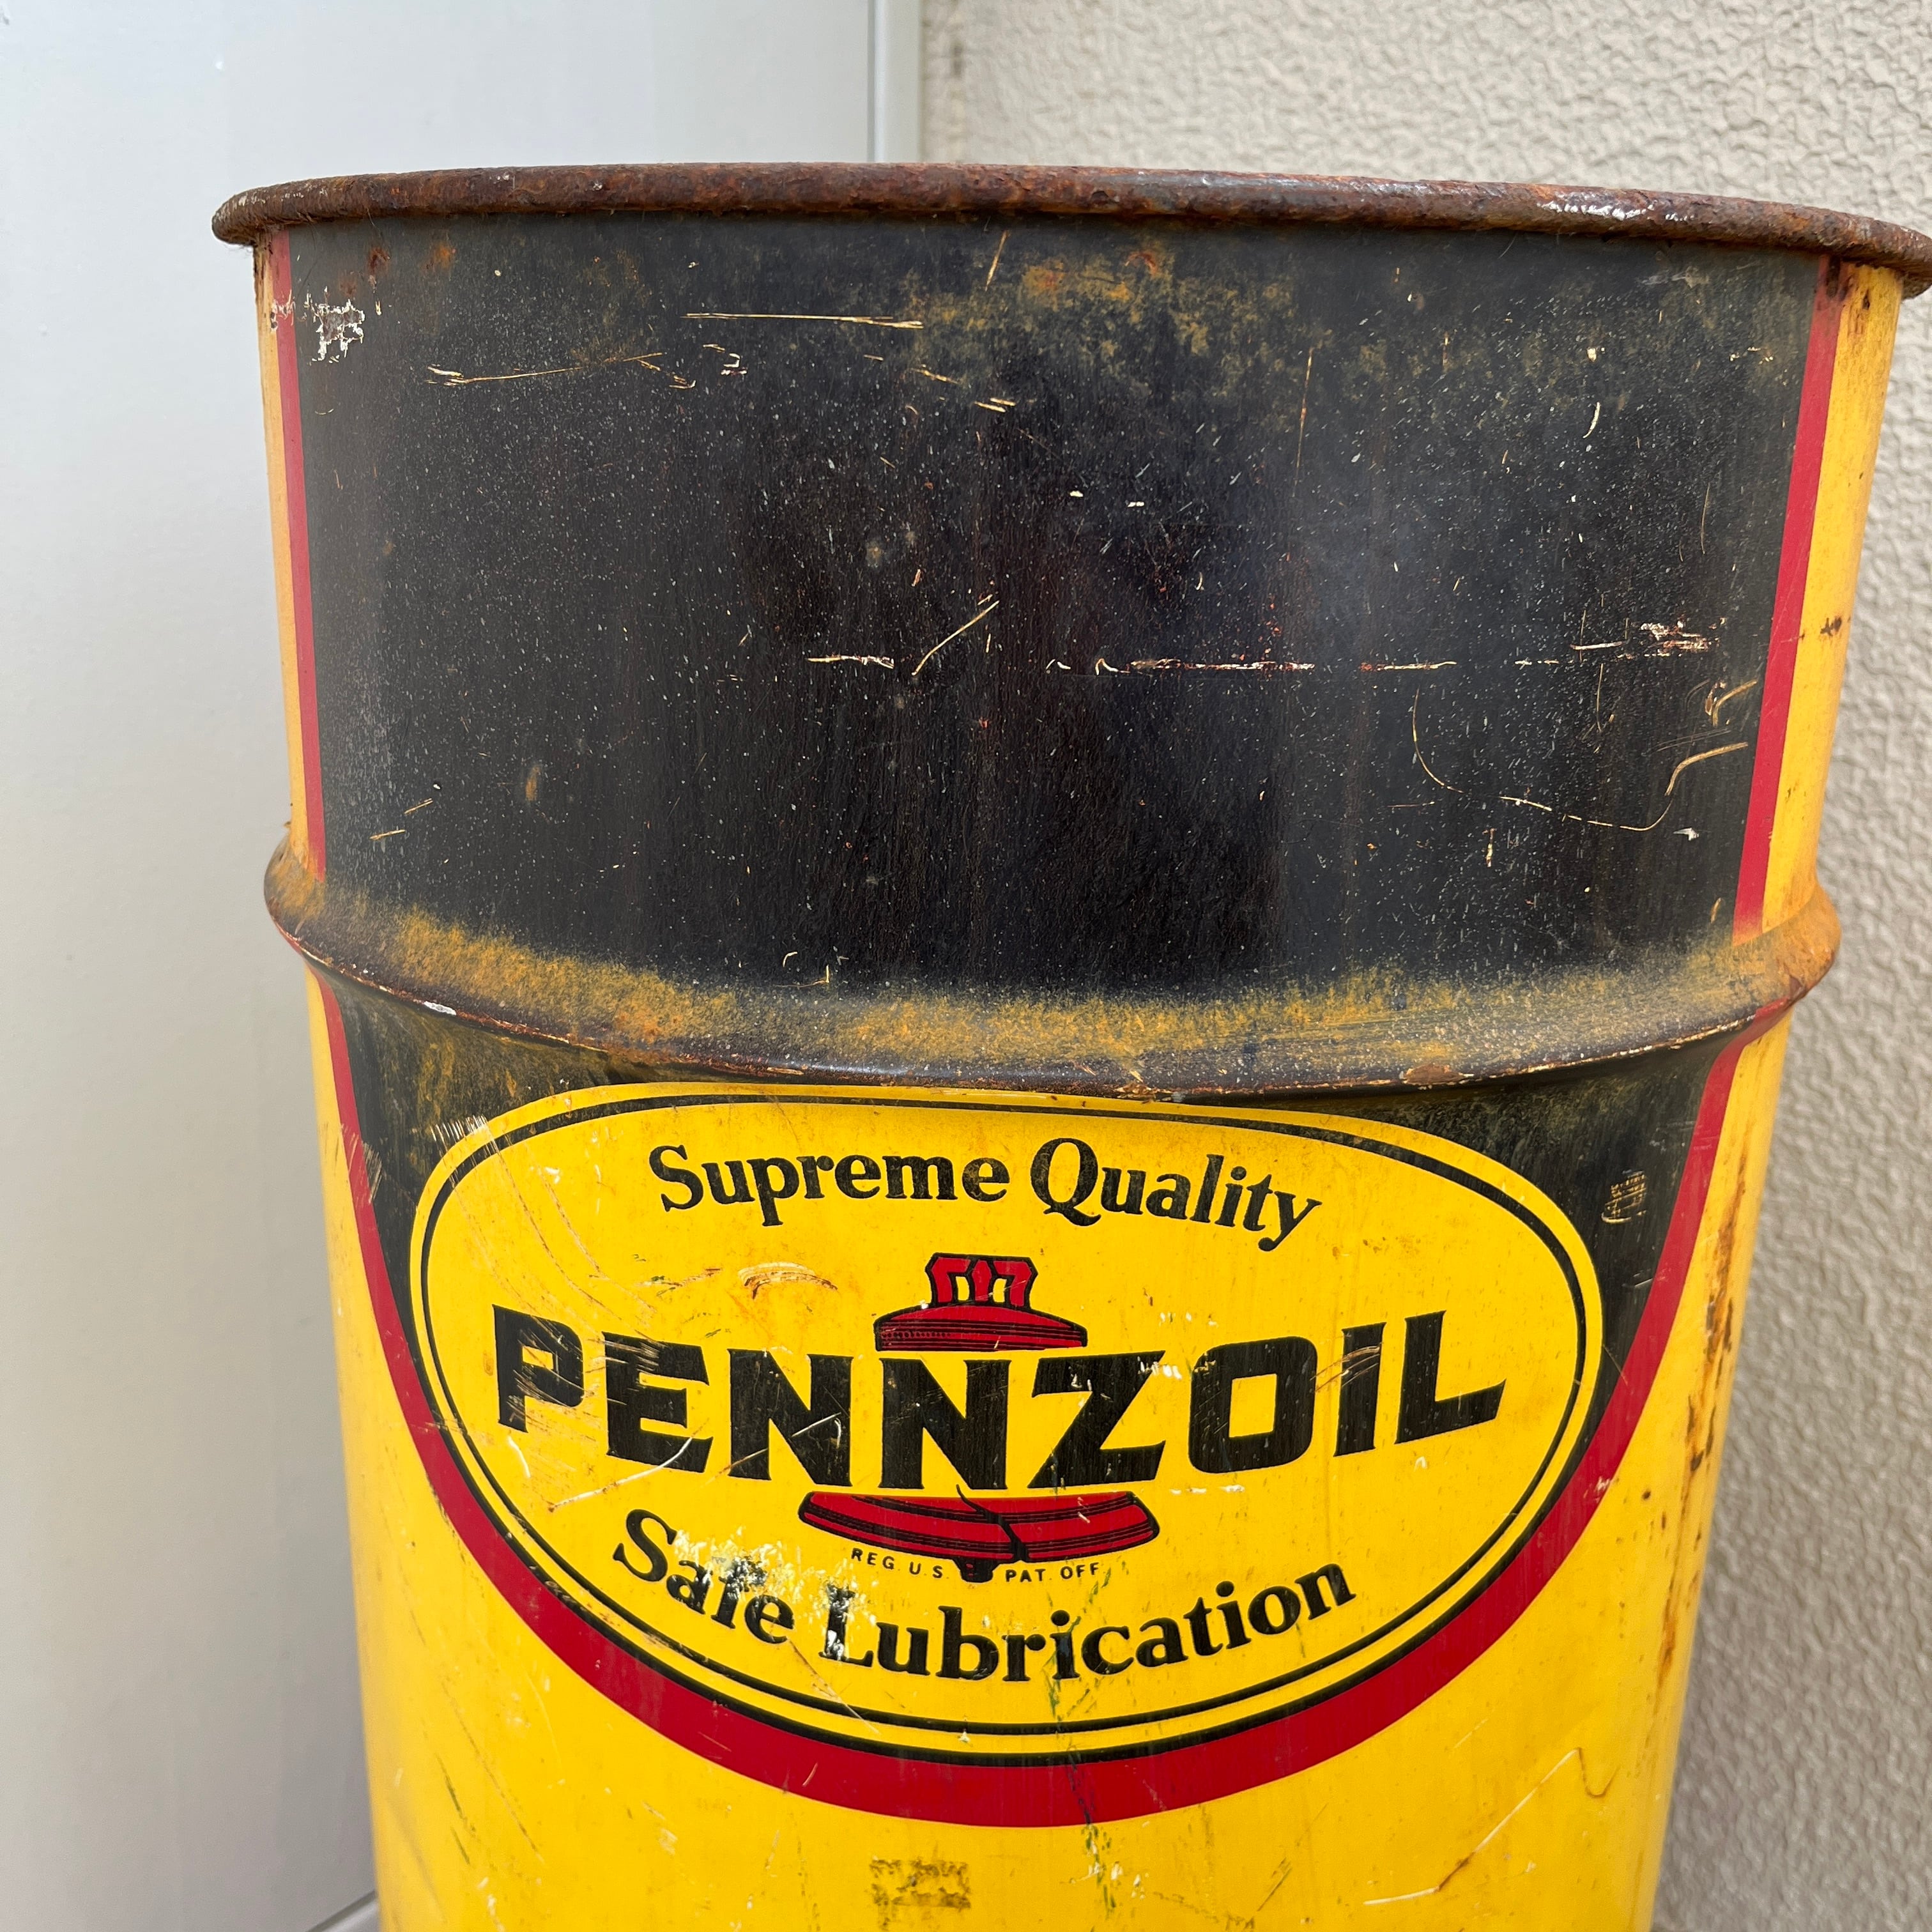 Supreme Quality
PENNZOIL
REG. U.S. PAT. OFF.
Safe Lubrication